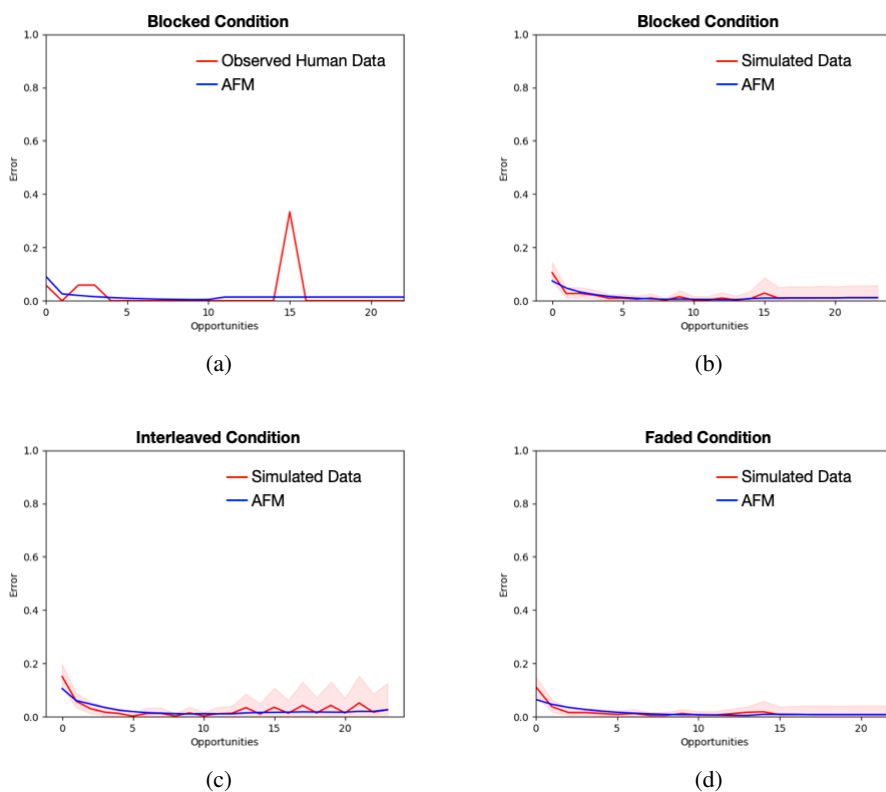 Blocked Condition
1.0
0.8
0.6
0.4
0.2
0.0
Error
0
5
10
15
20
Opportunities
Observed Human Data
AFM
(a)
Blocked Condition
1.0
0.8
0.6
0.4
0.2
0.0
Error
0
5
10
15
20
Opportunities
Simulated Data
AFM
(b)
Interleaved Condition
1.0
0.8
0.6
0.4
0.2
0.0
Error
0
5
10
15
20
Opportunities
Simulated Data
AFM
(c)
Faded Condition
1.0
0.8
0.6
0.4
0.2
0.0
Error
0
5
10
15
20
Opportunities
Simulated Data
AFM
(d)